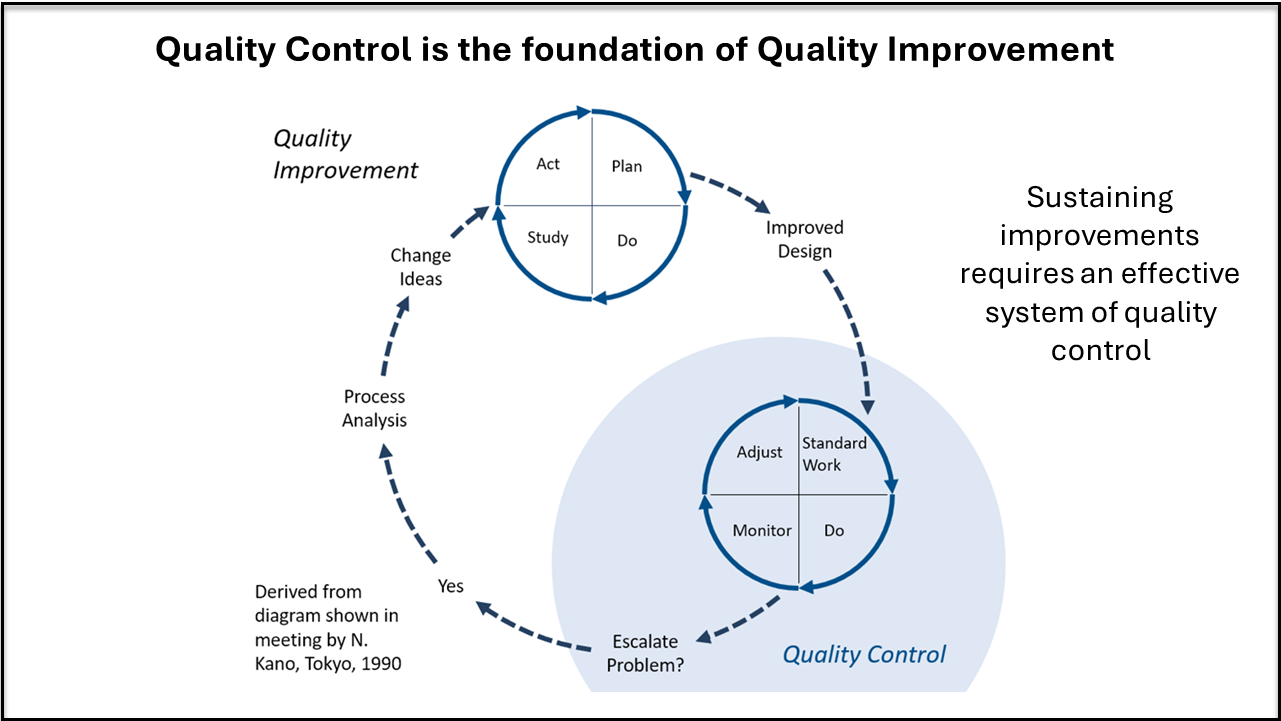 Quality Control is the foundation of Quality Improvement
Quality
Improvement
Act
Plan
Study
Do
Improved
Design
Sustaining
improvements
requires an effective
system of quality
control
Change
Ideas
Process
Analysis
Adjust
Standard
Work
Monitor
Do
Yes
Escalate
Problem?
Quality Control
Derived from
diagram shown in
meeting by N.
Kano, Tokyo, 1990